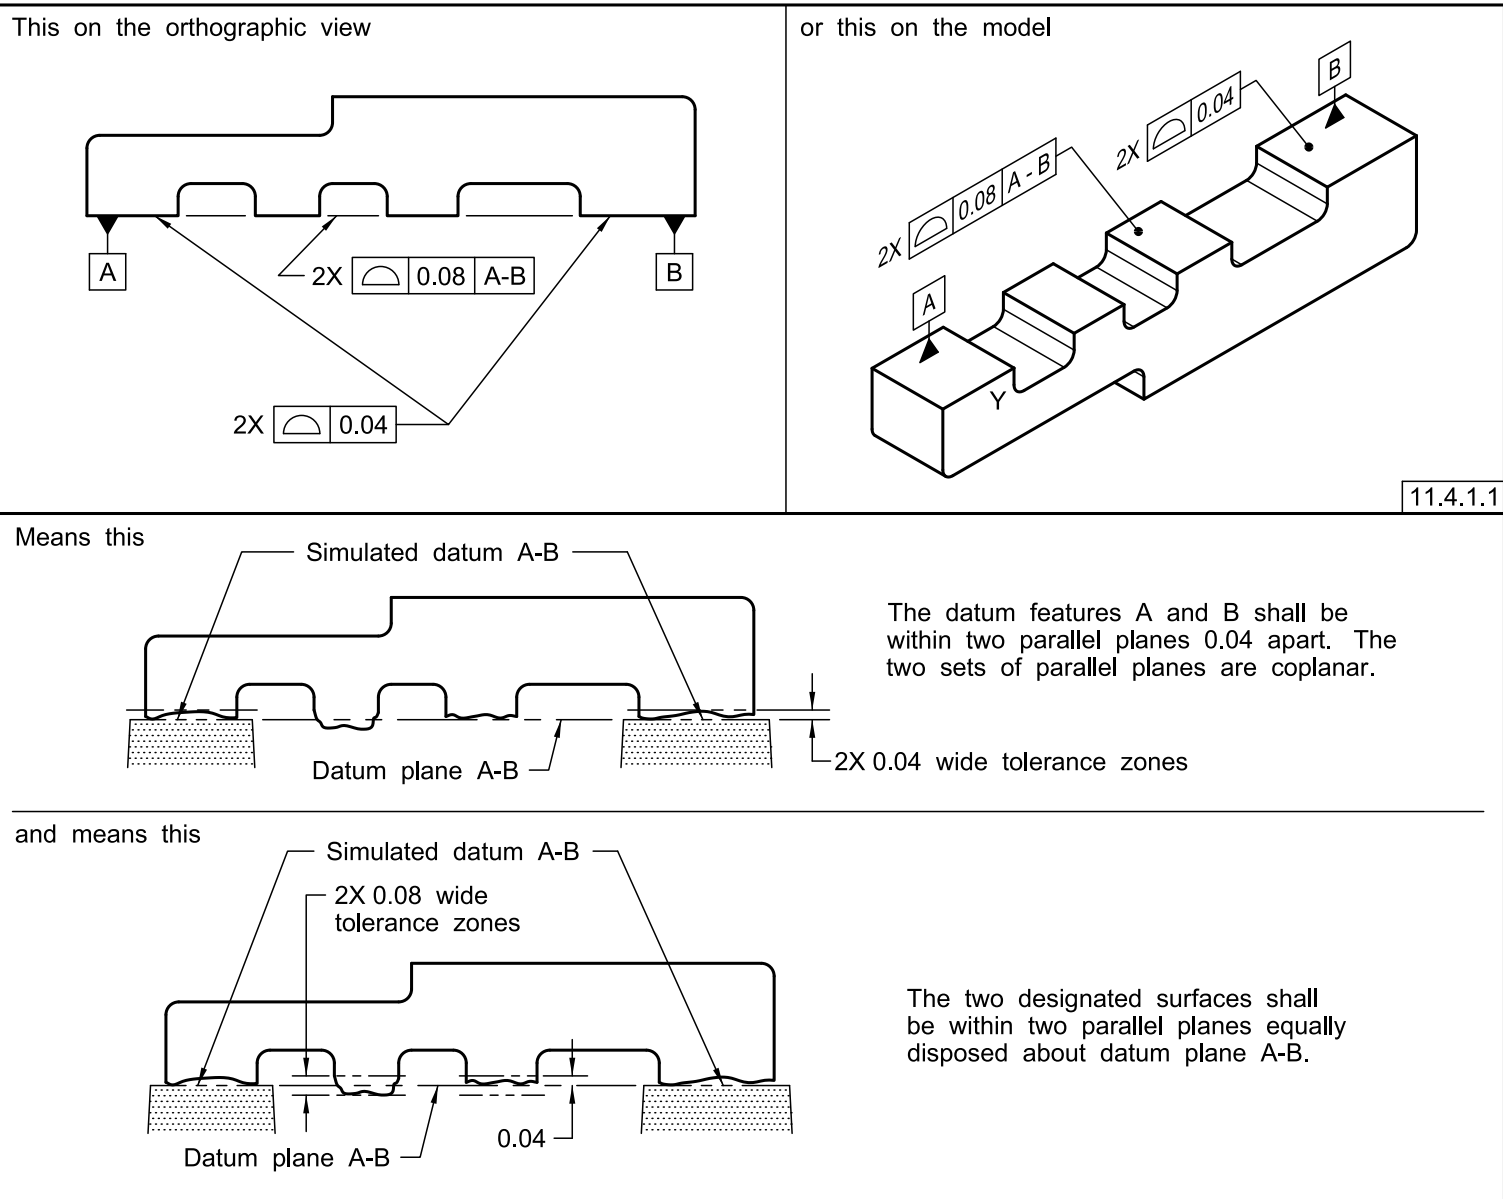 This on the orthographic view
A
2X 0.08 A-B
B
2X 0.04
or this on the model
B
2X 0.04
2X 0.08 A-B
A
Y
11.4.1.1
Means this
Simulated datum A-B
The datum features A and B shall be
within two parallel planes 0.04 apart. The
two sets of parallel planes are coplanar.
Datum plane A-B
2X 0.04 wide tolerance zones
and means this
Simulated datum A-B
2X 0.08 wide
tolerance zones
The two designated surfaces shall
be within two parallel planes equally
disposed about datum plane A-B.
0.04
Datum plane A-B